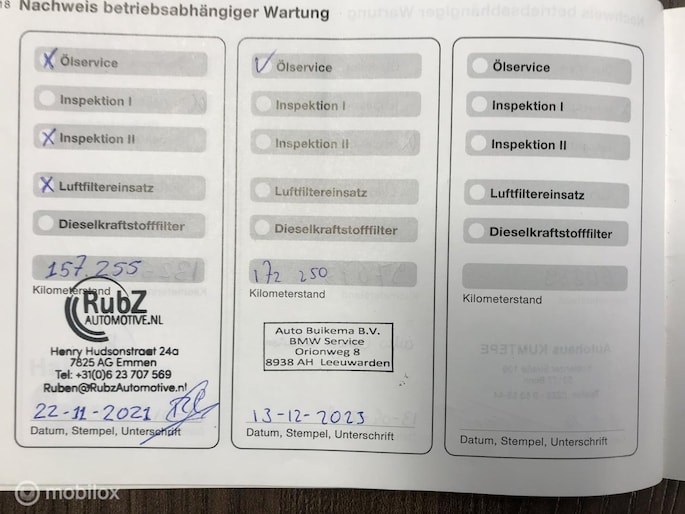 18 Nachweis betriebsabhängiger Wartung
X Ölservice
Inspektion I
X Inspektion II
X Luftfiltereinsatz
Dieselkraftstofffilter
157.255
Kilometerstand
RubZ
AUTOMOTIVE.NL
Henry Hudsonstraat 24a
7825 AG Emmen
Tel: +31(0)6 23 707 569
Ruben@RubzAutomotive.nl
22-11-2021
Datum, Stempel, Unterschrift
✓ Ölservice
Inspektion I
Inspektion II
Luftfiltereinsatz
Dieselkraftstofffilter
172 250
Kilometerstand
Auto Buikema B.V.
BMW Service
Orionweg 8
8938 AH Leeuwarden
13-12-2023
Datum, Stempel, Unterschrift
Ölservice
Inspektion I
Inspektion II
Luftfiltereinsatz
Dieselkraftstofffilter
Kilometerstand
Autohaus KUMTEPE
Datum, Stempel, Unterschrift
mobilox